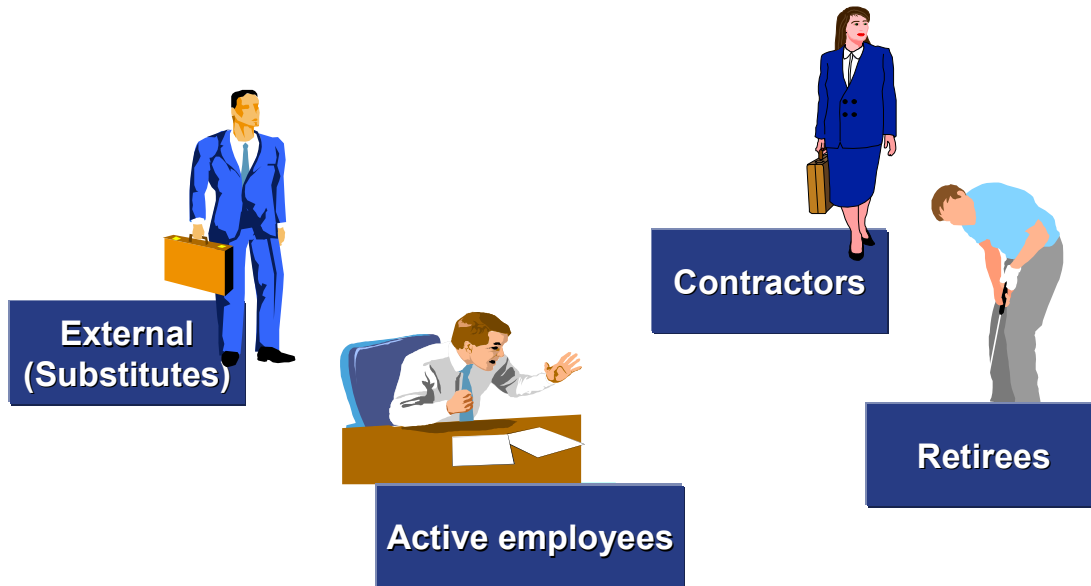 External
(Substitutes)
Active employees
Contractors
Retirees